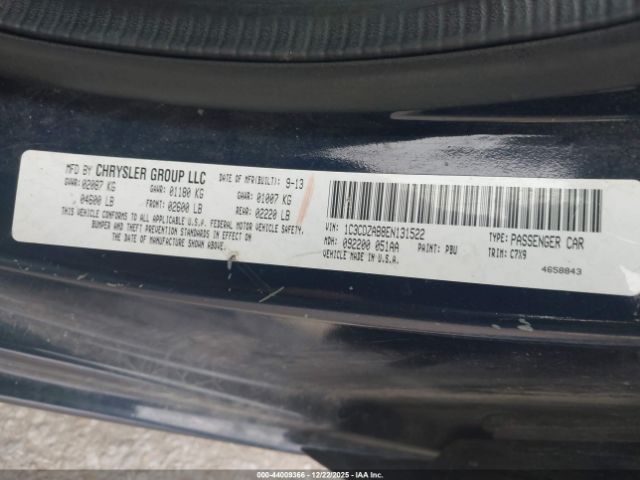 MFD BY CHRYSLER GROUP LLC DATE OF MFR(BUILT): 9-13
GVWR: 02087 KG GAWR: 01180 KG GAWR: 01007 KG
04600 LB FRONT: 02600 LB REAR: 02220 LB
THIS VEHICLE CONFORMS TO ALL APPLICABLE U.S.A. FEDERAL MOTOR VEHICLE SAFETY,
BUMPER AND THEFT PREVENTION STANDARDS IN EFFECT ON THE
DATE OF MANUFACTURE SHOWN ABOVE.
VIN: 1C3CDZAB8EN131522 TYPE: PASSENGER CAR
MDH: 092200 051AA PAINT: PBU TRIM: C7X9
VEHICLE MADE IN U.S.A.
4658843
000-44009366 - 12/22/2025 - IAAI, Inc.